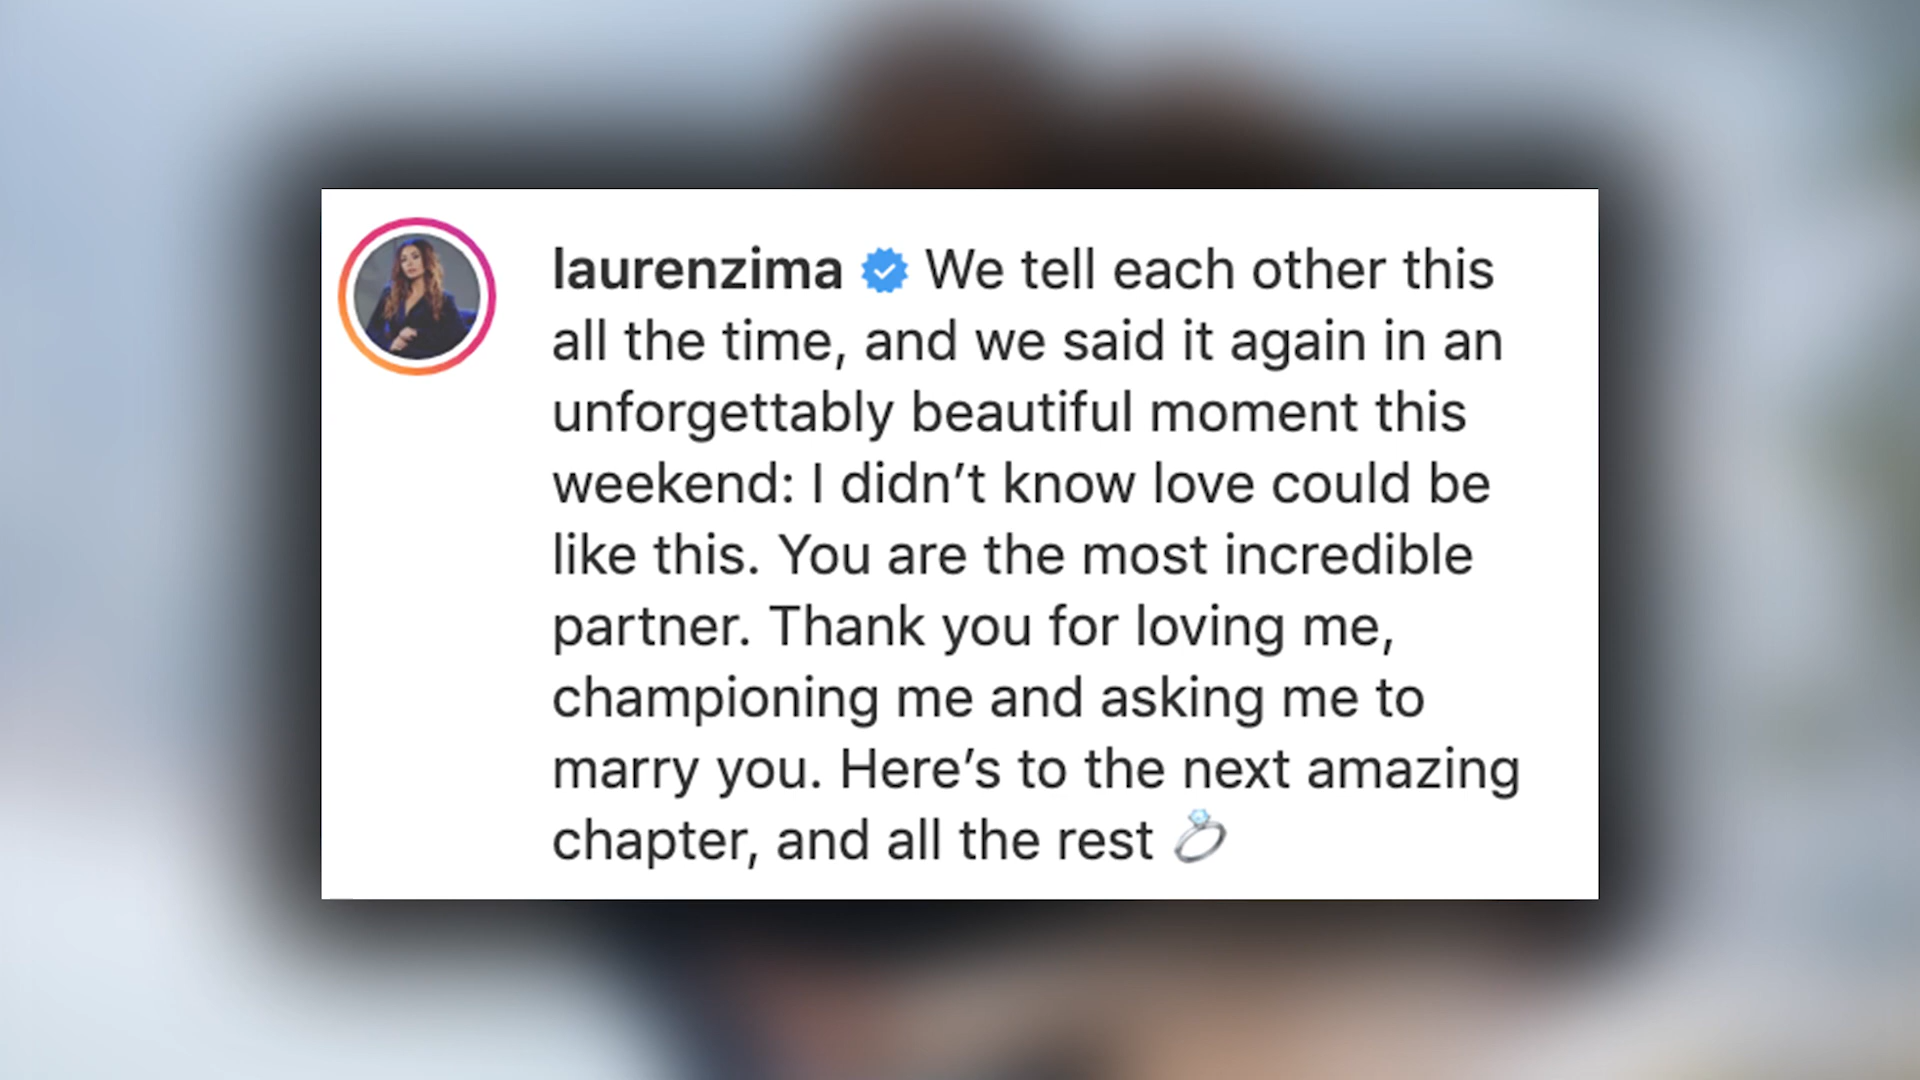 laurenzima We tell each other this
all the time, and we said it again in an
unforgettably beautiful moment this
weekend: I didn’t know love could be
like this. You are the most incredible
partner. Thank you for loving me,
championing me and asking me to
marry you. Here’s to the next amazing
chapter, and all the rest 💍